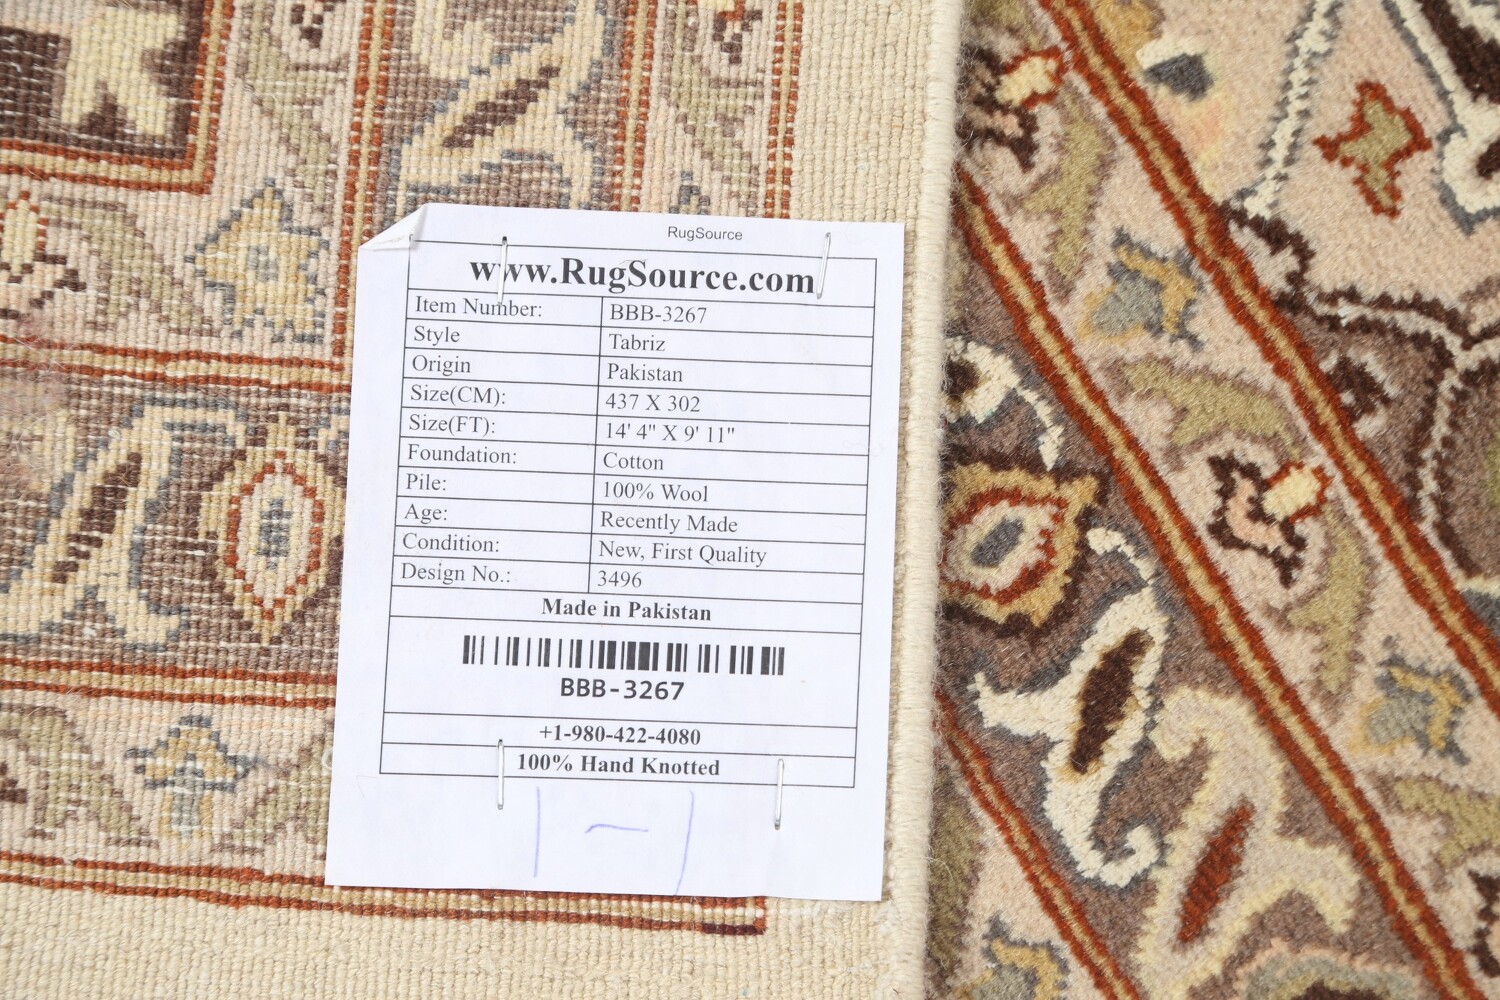 RugSource
www.RugSource.com
Item Number: BBB-3267
Style Tabriz
Origin Pakistan
Size(CM): 437 X 302
Size(FT): 14' 4" X 9' 11"
Foundation: Cotton
Pile: 100% Wool
Age: Recently Made
Condition: New, First Quality
Design No.: 3496
Made in Pakistan
BBB-3267
+1-980-422-4080
100% Hand Knotted
1-1